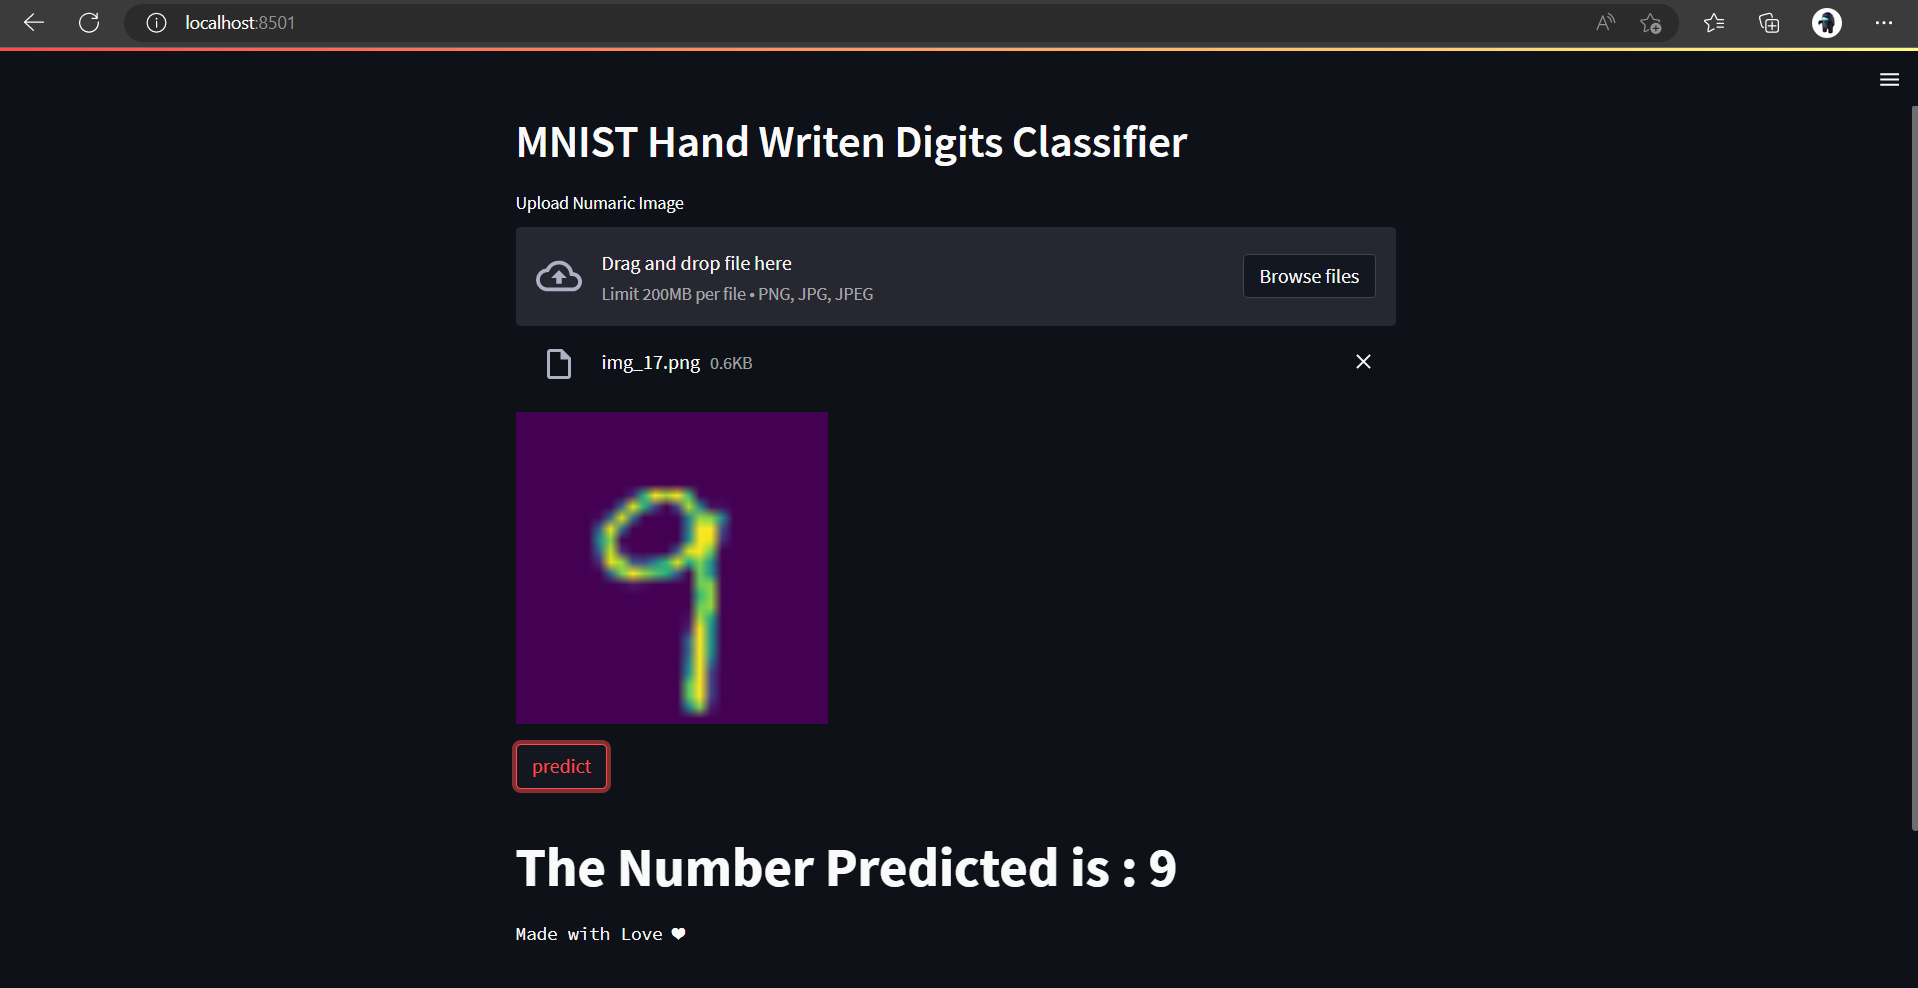 localhost:8501
MNIST Hand Writen Digits Classifier
Upload Numaric Image
Drag and drop file here
Limit 200MB per file • PNG, JPG, JPEG
Browse files
img_17.png 0.6KB
9
predict
The Number Predicted is : 9
Made with Love ♥